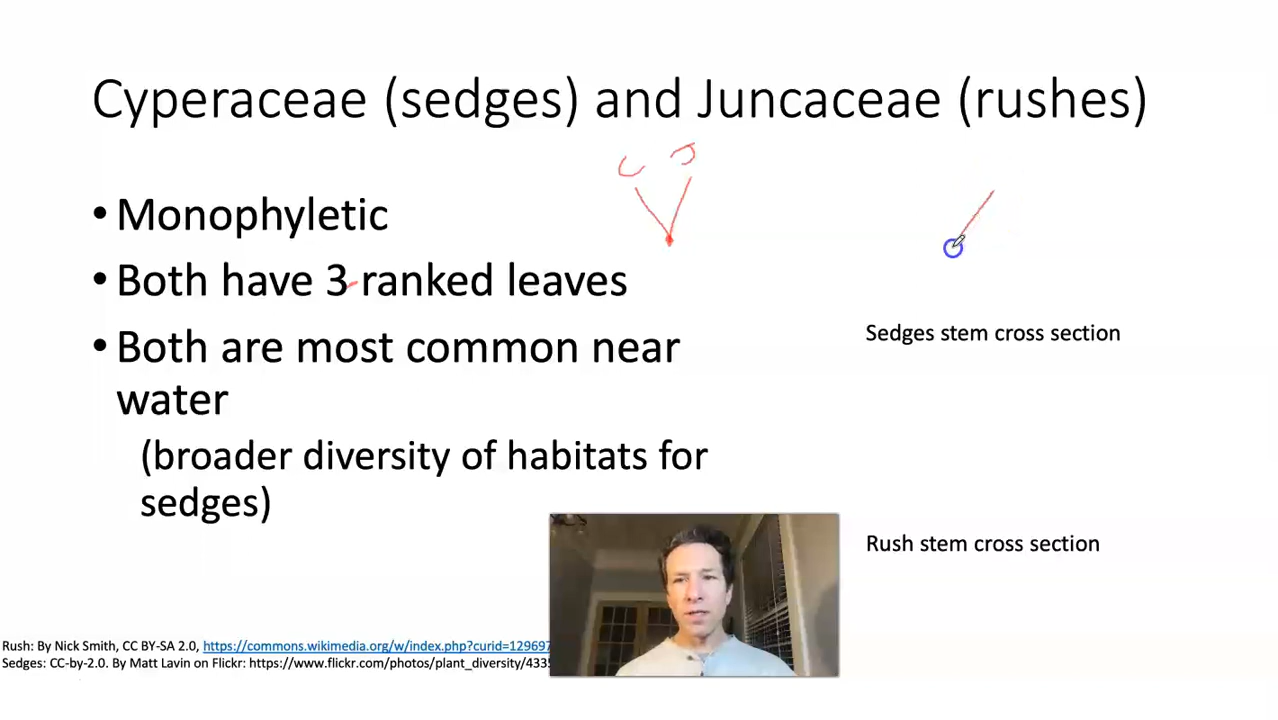 Cyperaceae (sedges) and Juncaceae (rushes)
C J
• Monophyletic
• Both have 3-ranked leaves
• Both are most common near
water
(broader diversity of habitats for
sedges)
Sedges stem cross section
Rush stem cross section
Rush: By Nick Smith, CC BY-SA 2.0, https://commons.wikimedia.org/w/index.php?curid=129697
Sedges: CC-by-2.0. By Matt Lavin on Flickr: https://www.flickr.com/photos/plant_diversity/4335